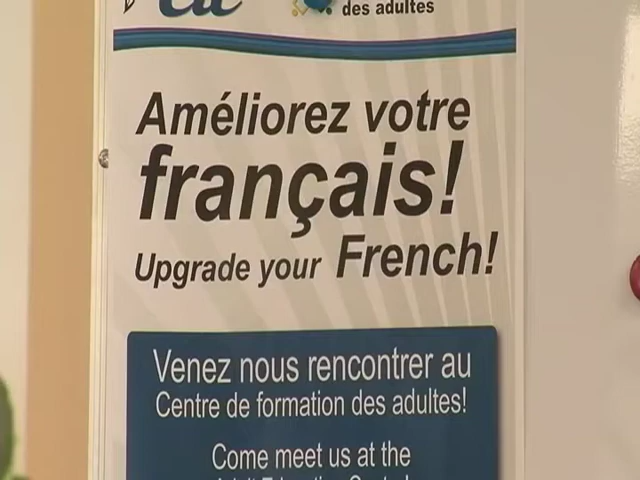 des adultes
Améliorez votre
français!
Upgrade your French!
Venez nous rencontrer au
Centre de formation des adultes!
Come meet us at the